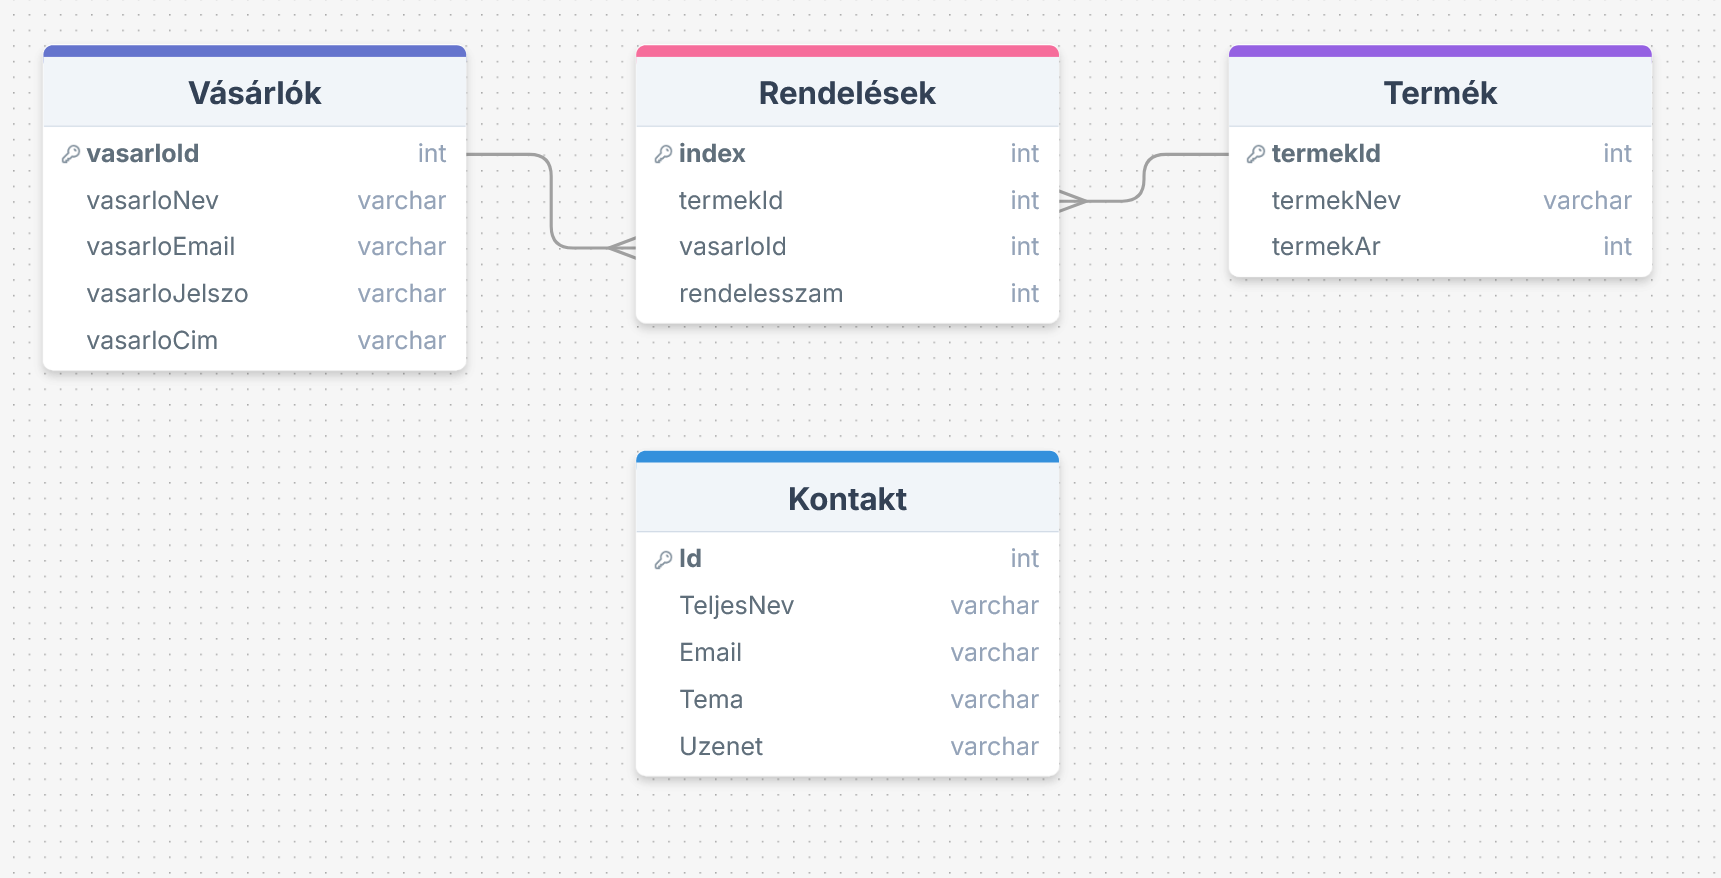 Vásárlók
vasarloId int
vasarloNev varchar
vasarloEmail varchar
vasarloJelszo varchar
vasarloCim varchar
Rendelések
index int
termekId int
vasarloId int
rendelesszam int
Termék
termekId int
termekNev varchar
termekAr int
Kontakt
Id int
TeljesNev varchar
Email varchar
Tema varchar
Uzenet varchar